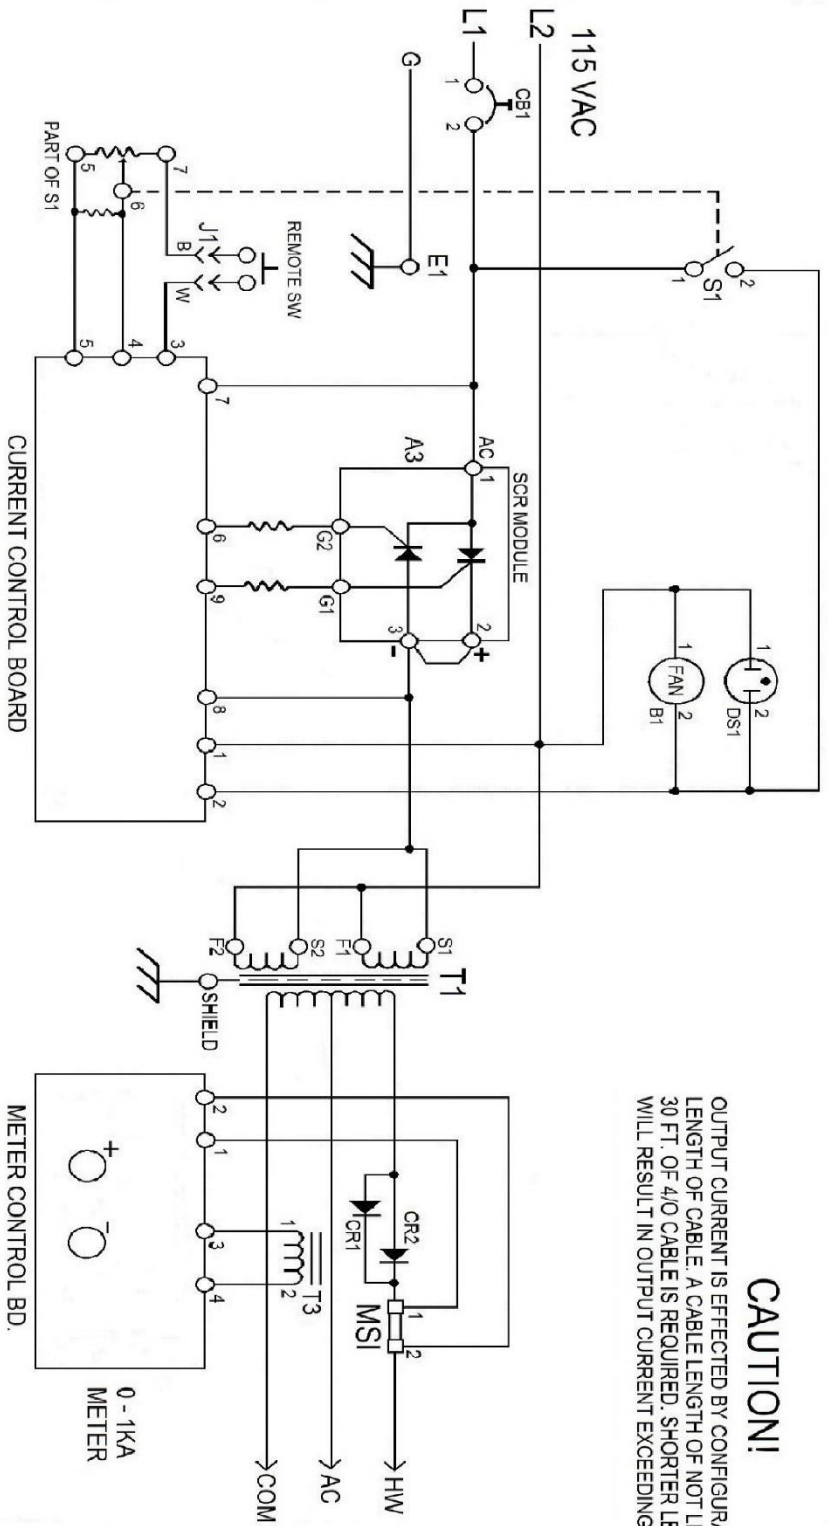 115 VAC
L2
L1
1
2
CB1
G
E1
S1
1
2
REMOTE SW
J1
B
W
7
6
5
PART OF S1
3
4
5
7
6
9
8
1
2
CURRENT CONTROL BOARD
SCR MODULE
AC
1
A3
G2
G1
2
+
3
-
1
2
DS1
1
FAN
2
B1
S1
F1
S2
F2
T1
SHIELD
CAUTION!
OUTPUT CURRENT IS EFFECTED BY
LENGTH OF CABLE. A CABLE LENGTH OF NOT
30 FT. OF 4/0 CABLE IS REQUIRED. SHORTER
WILL RESULT IN OUTPUT CURRENT EXCEEDING
CR2
CR1
1
MSI
2
HW
AC
COM
1
T3
2
2
1
3
4
+
-
METER CONTROL BD.
0 - 1KA
METER